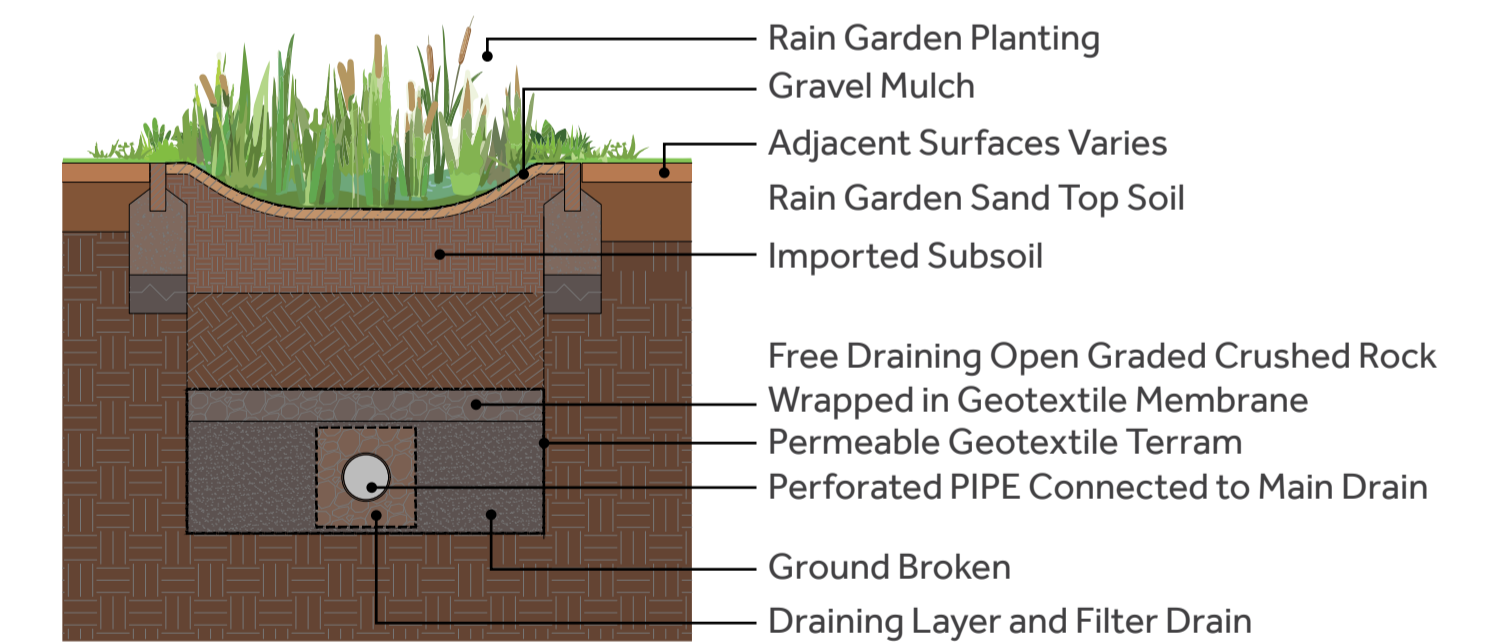 Rain Garden Planting
Gravel Mulch
Adjacent Surfaces Varies
Rain Garden Sand Top Soil
Imported Subsoil
Free Draining Open Graded Crushed Rock
Wrapped in Geotextile Membrane
Permeable Geotextile Terram
Perforated PIPE Connected to Main Drain
Ground Broken
Draining Layer and Filter Drain